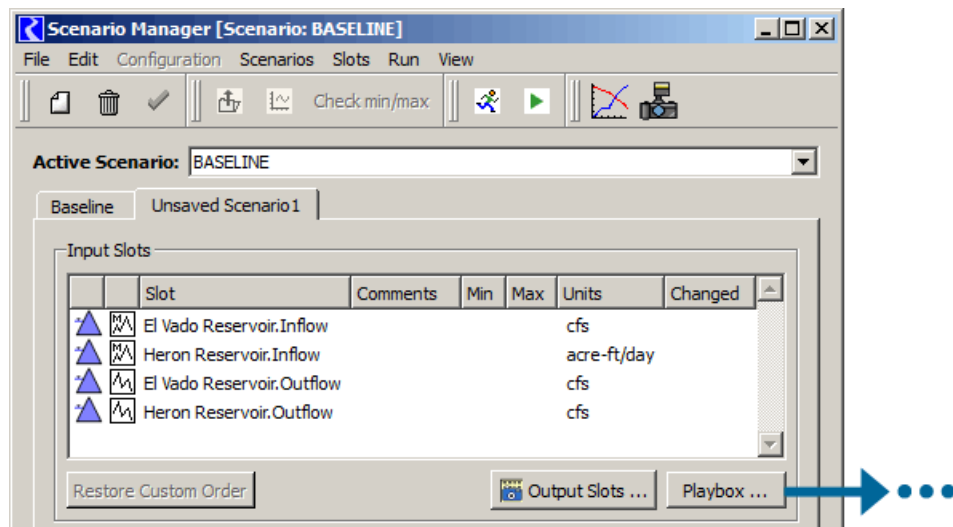 Scenario Manager [Scenario: BASELINE]
File Edit Configuration Scenarios Slots Run View
Check min/max
Active Scenario: BASELINE
Baseline Unsaved Scenario1
Input Slots
Slot Comments Min Max Units Changed
El Vado Reservoir.Inflow cfs
Heron Reservoir.Inflow acre-ft/day
El Vado Reservoir.Outflow cfs
Heron Reservoir.Outflow cfs
Restore Custom Order Output Slots ... Playbox ...